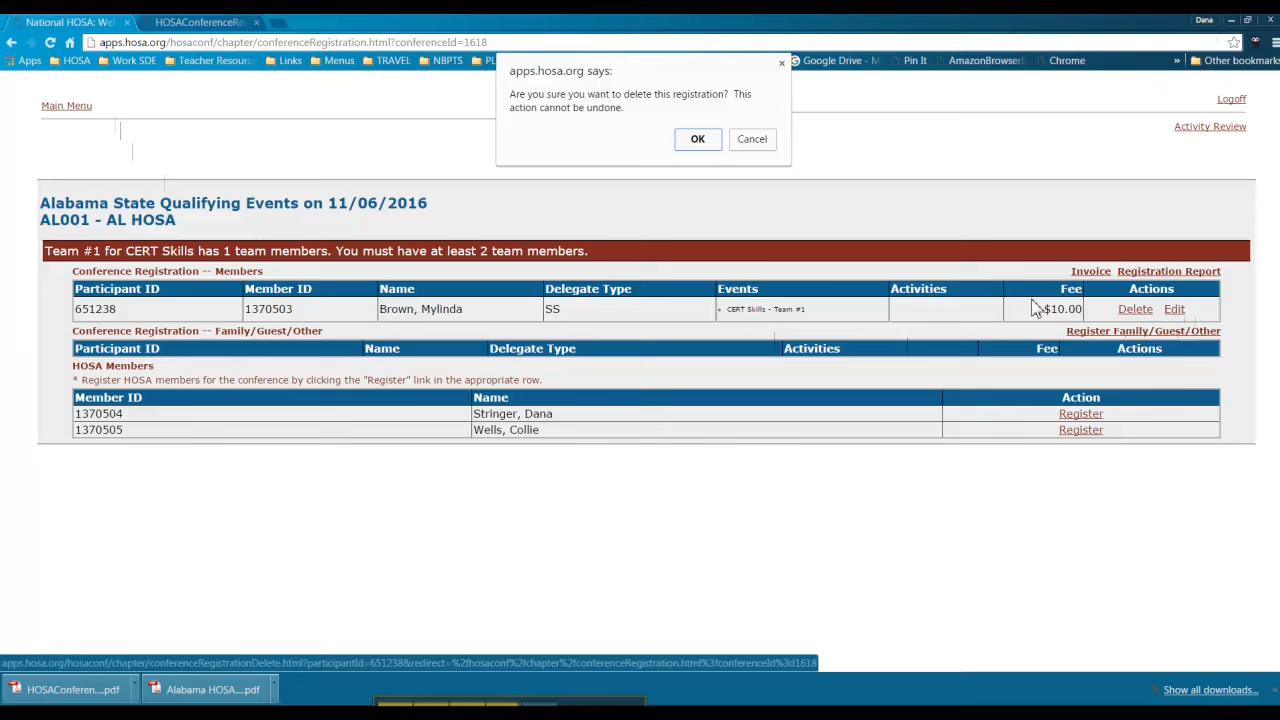 National HOSA: Wel
HOSAConferenceRe
Dana
apps.hosa.org/hosaconf/chapter/conferenceRegistration.html?conferenceId=1618
Apps HOSA Work SDE Teacher Resource Links Menus TRAVEL NBPTS Google Drive - M Pin It Chrome » Other bookmarks
apps.hosa.org says:
Are you sure you want to delete this registration? This
action cannot be undone.
OK Cancel
Main Menu
Logoff
Activity Review
Alabama State Qualifying Events on 11/06/2016
AL001 - AL HOSA
Team #1 for CERT Skills has 1 team members. You must have at least 2 team members.
Conference Registration -- Members Invoice Registration Report
Participant ID Member ID Name Delegate Type Events Activities Fee Actions
651238 1370503 Brown, Mylinda SS CERT Skills - Team #1 $10.00 Delete Edit
Conference Registration -- Family/Guest/Other Register Family/Guest/Other
Participant ID Name Delegate Type Activities Fee Actions
HOSA Members
* Register HOSA members for the conference by clicking the "Register" link in the appropriate row.
Member ID Name Action
1370504 Stringer, Dana Register
1370505 Wells, Collie Register
apps.hosa.org/hosaconf/chapter/conferenceRegistrationDelete.html?participantId=651238&redirect=%2fhosaconf%2fchapter%2fconferenceRegistration.html%3fconferenceId%3d1618
HOSAConferen....pdf Alabama HOSA....pdf Show all downloads...